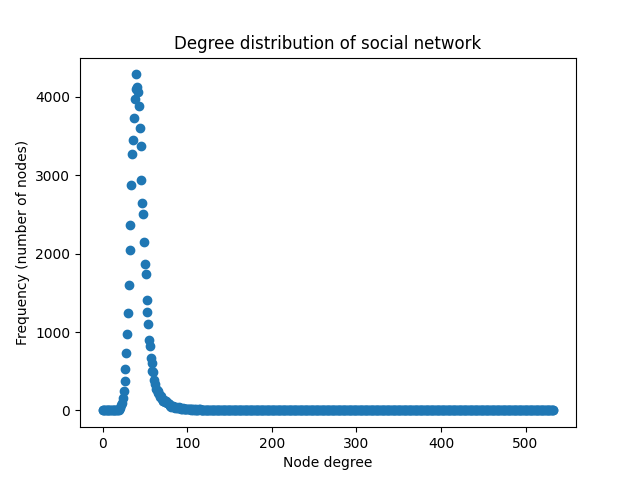 Degree distribution of social network
4000
3000
2000
1000
0
Frequency (number of nodes)
0 100 200 300 400 500
Node degree